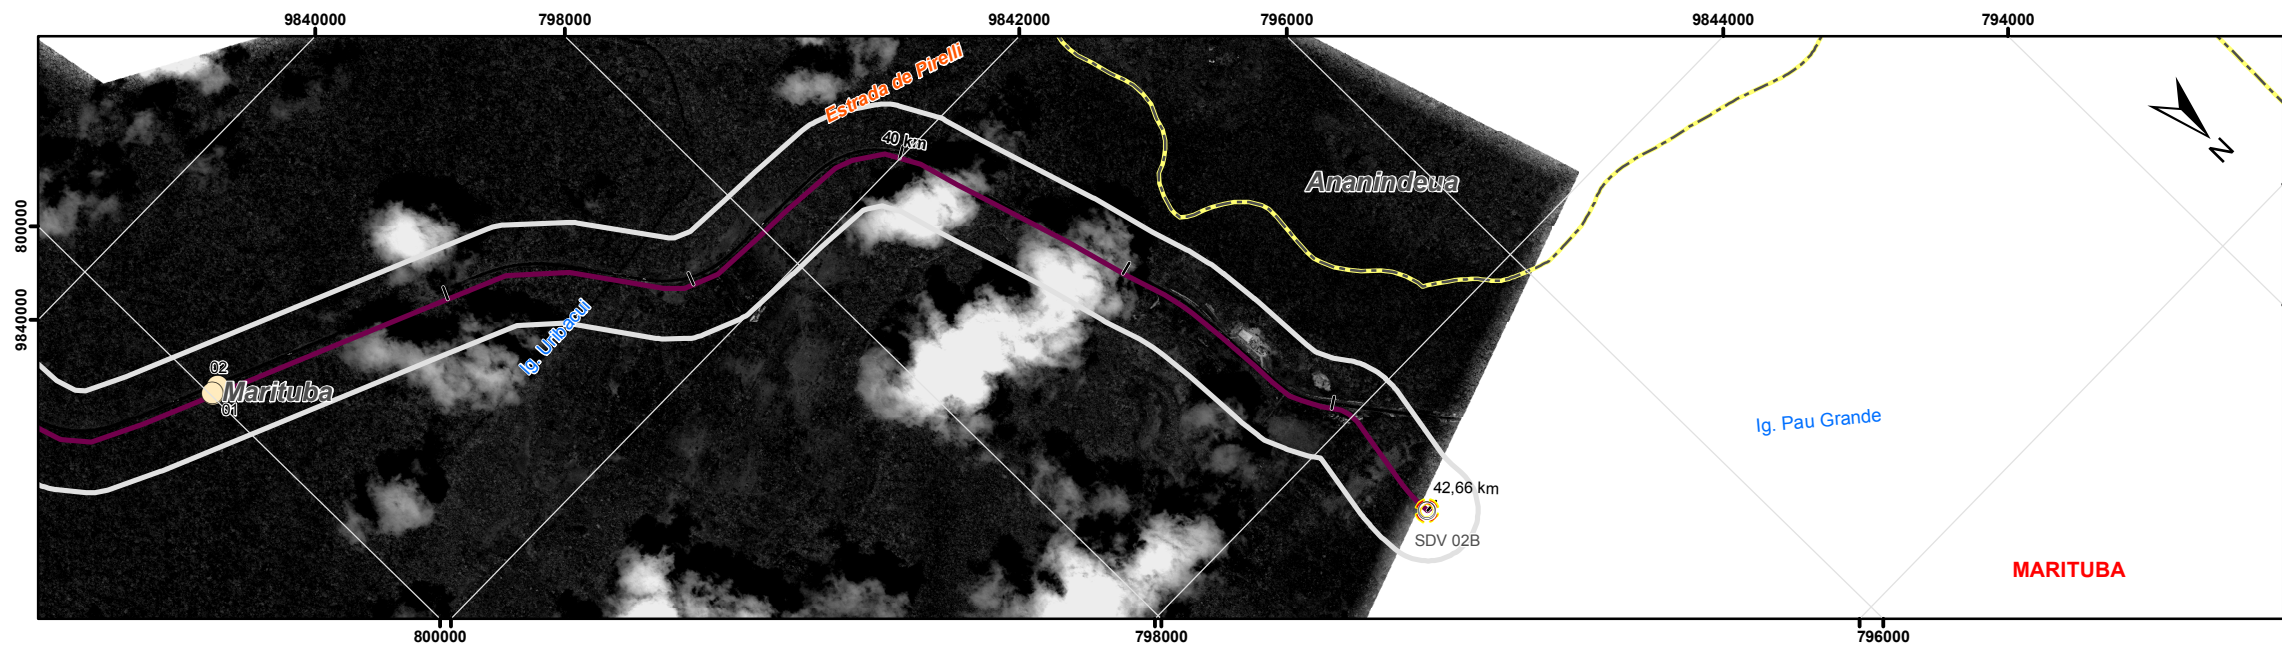 9840000
798000
9842000
796000
9844000
794000
Estrada de Pirelli
40 km
Ananindeua
N
800000
9840000
Ig. Uribacuí
02
Marituba
01
Ig. Pau Grande
42,66 km
SDV 02B
MARITUBA
800000
798000
796000